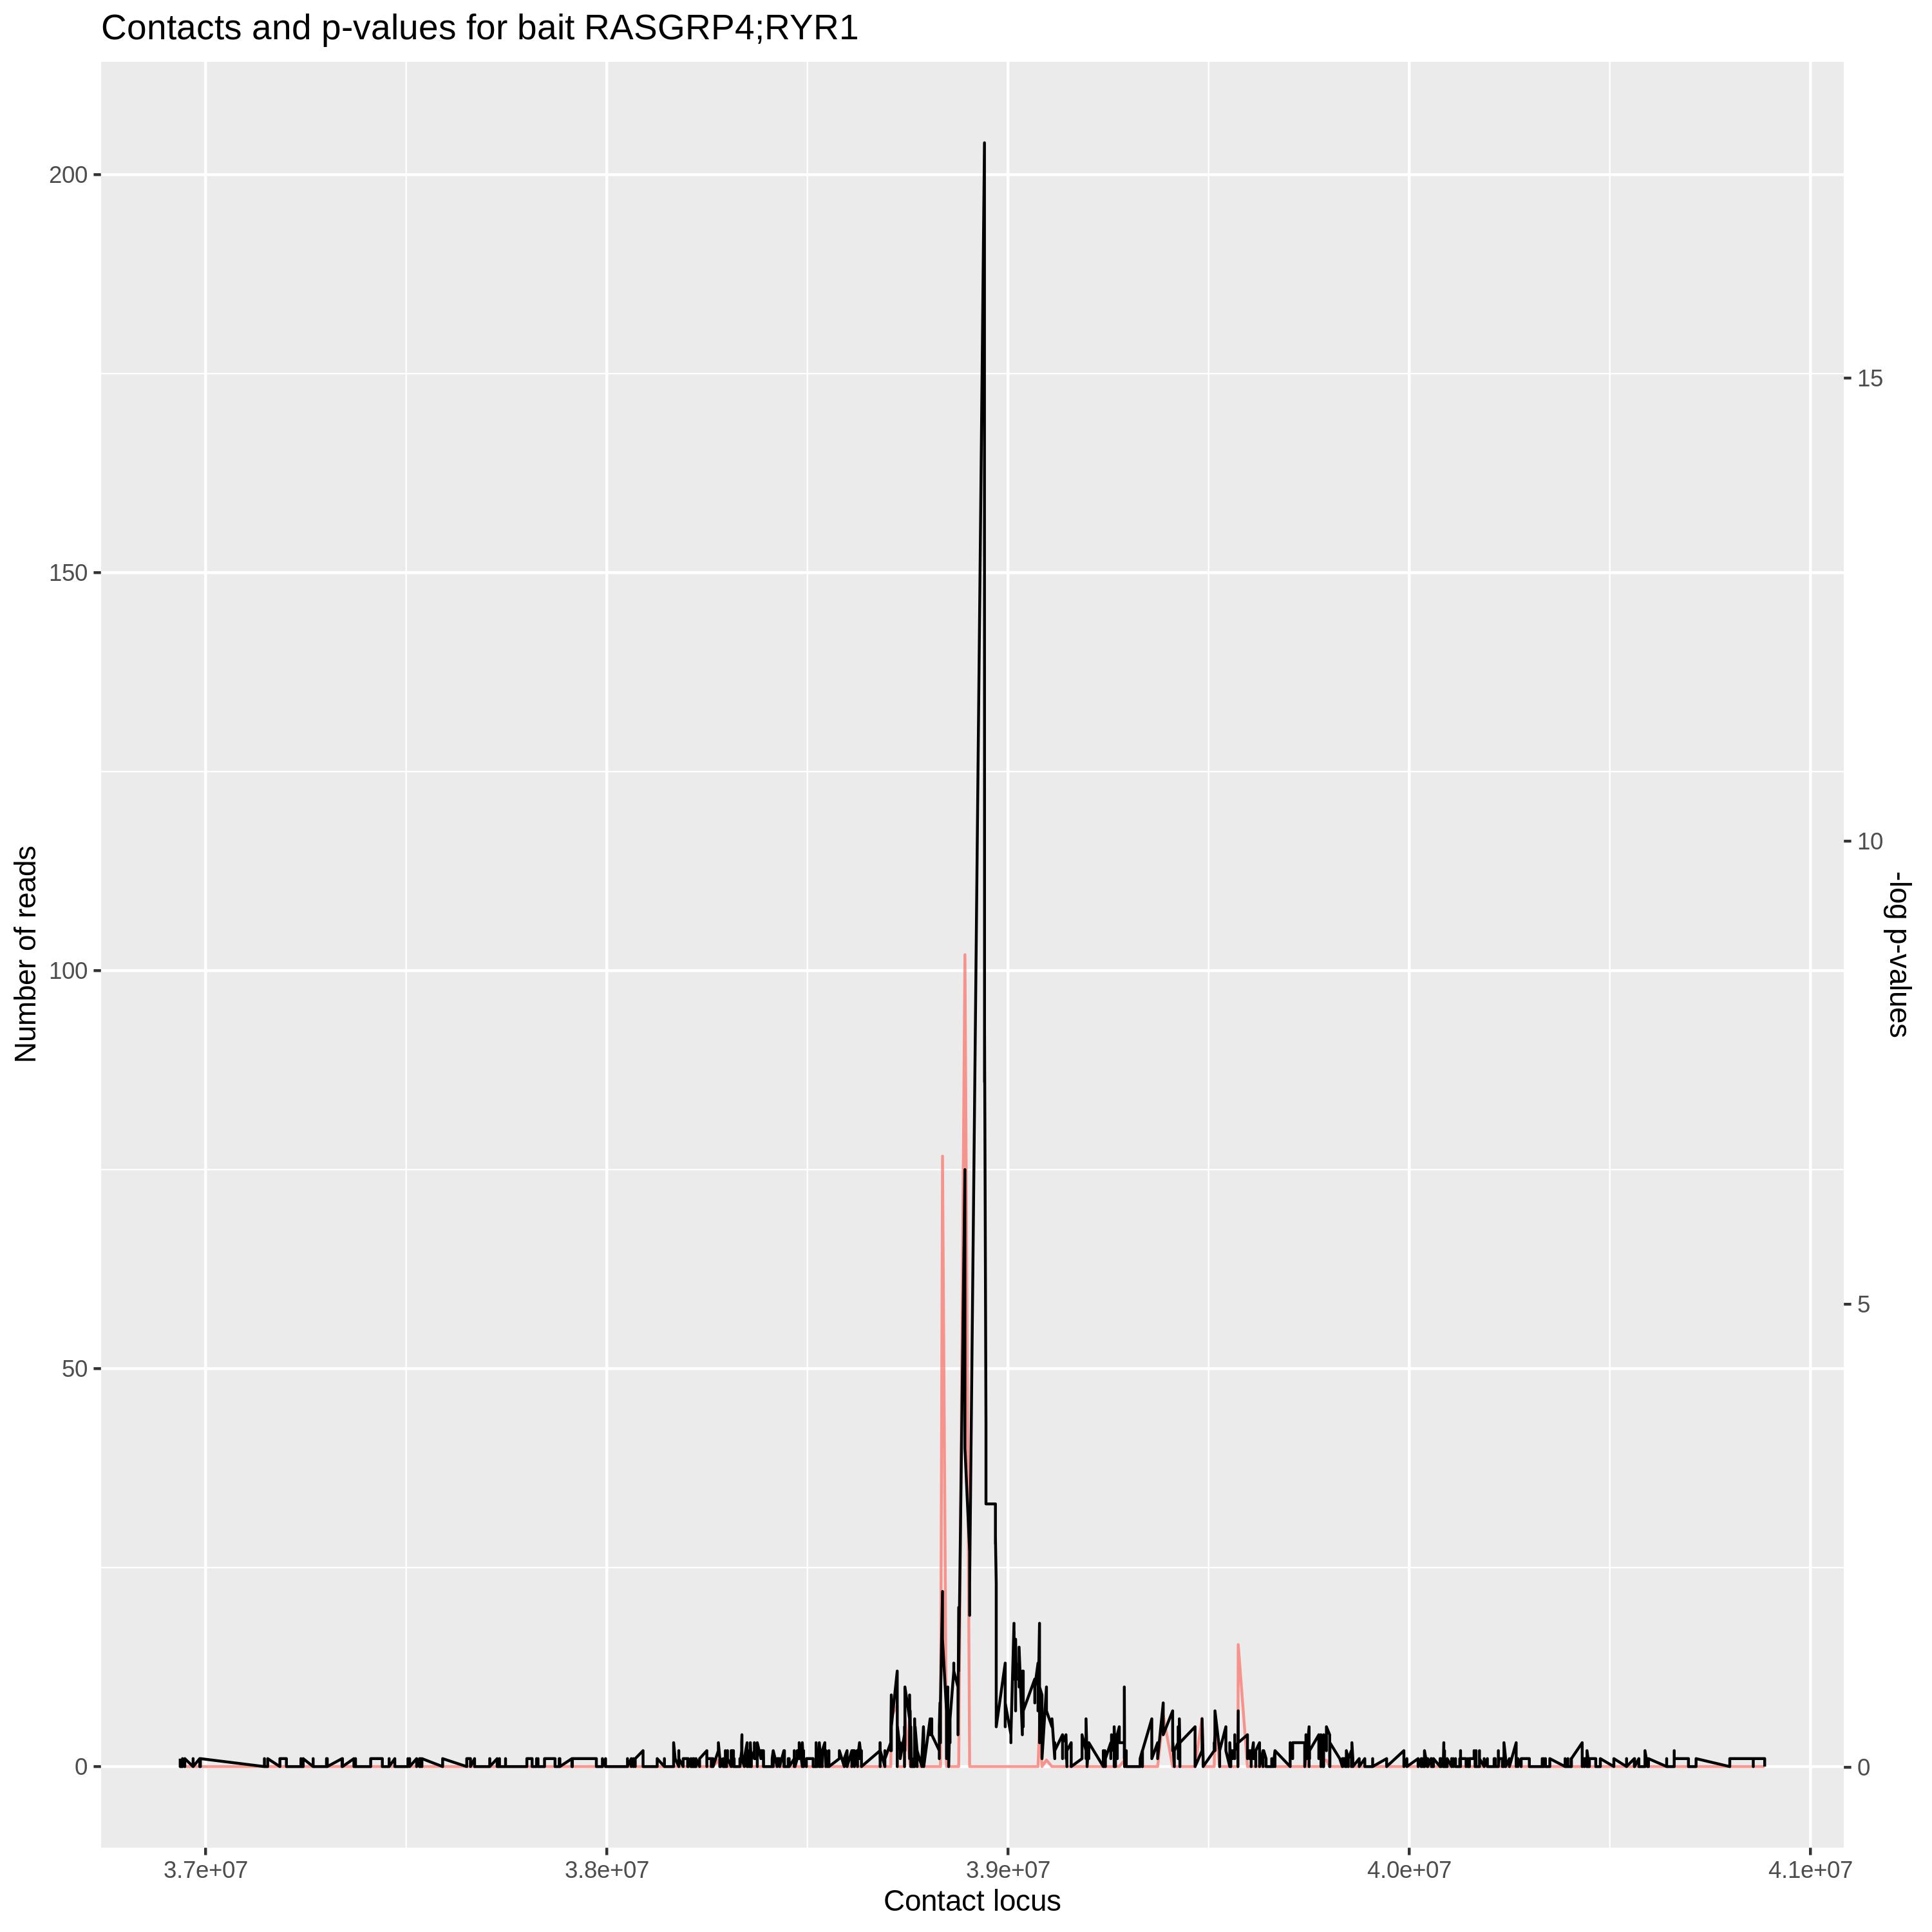 Contacts and p-values for bait RASGRP4;RYR1
200
150
100
50
0
Number of reads
15
10
5
0
-log p-values
3.7e+07
3.8e+07
3.9e+07
4.0e+07
4.1e+07
Contact locus